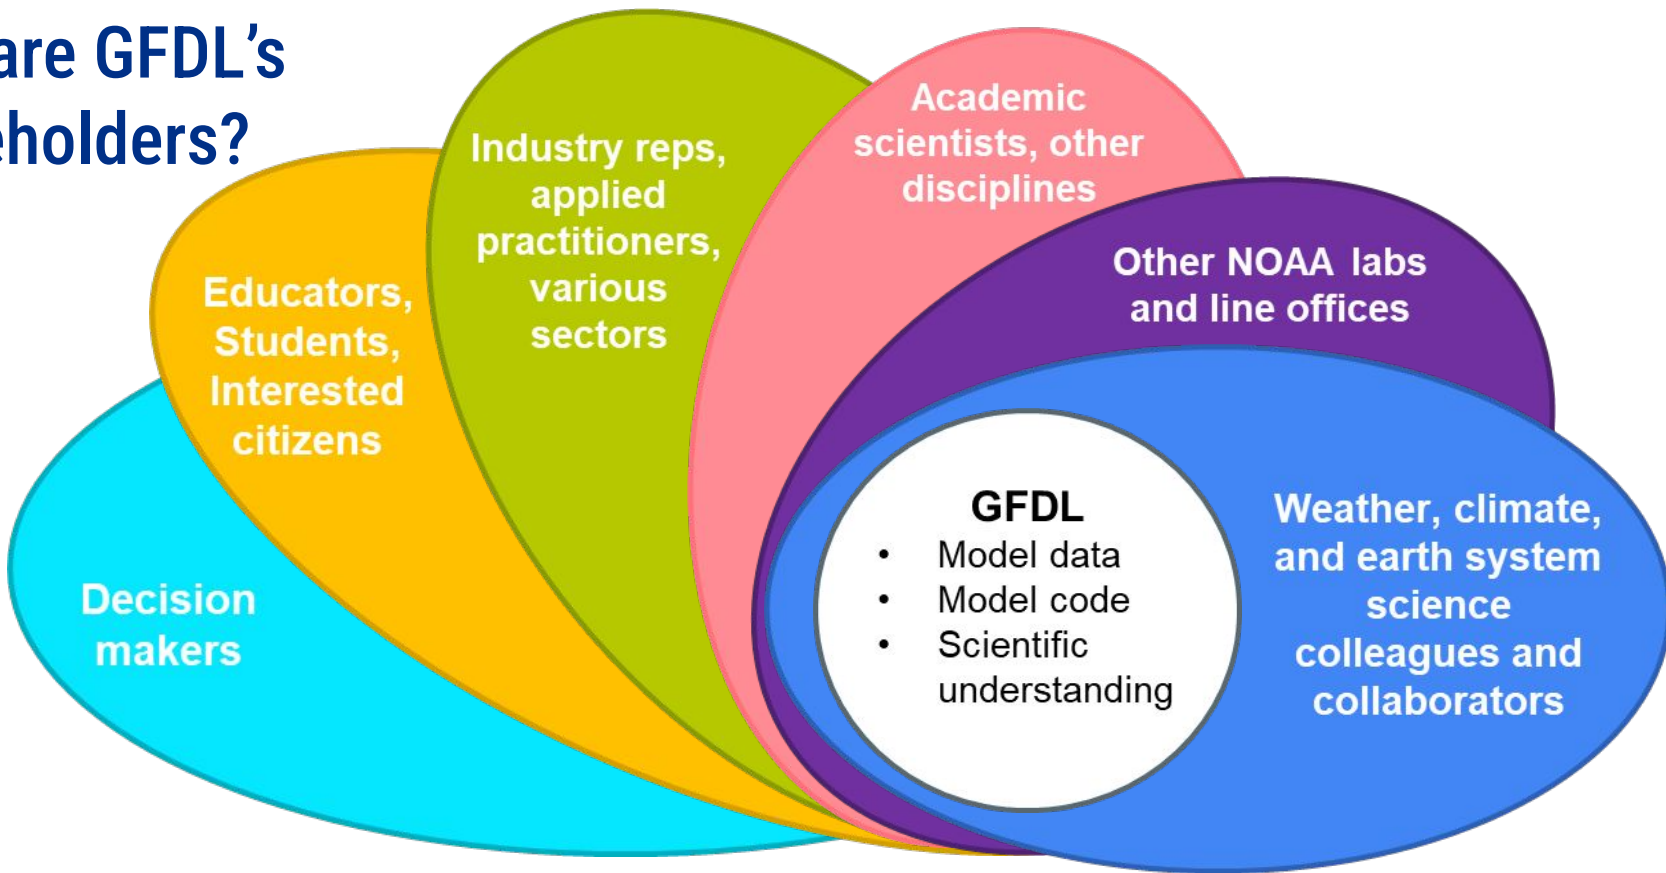 are GFDL’s
eholders?
Academic
scientists, other
disciplines
Industry reps,
applied
practitioners,
various
sectors
Other NOAA labs
and line offices
Educators,
Students,
Interested
citizens
GFDL
• Model data
• Model code
• Scientific
understanding
Weather, climate,
and earth system
science
colleagues and
collaborators
Decision
makers